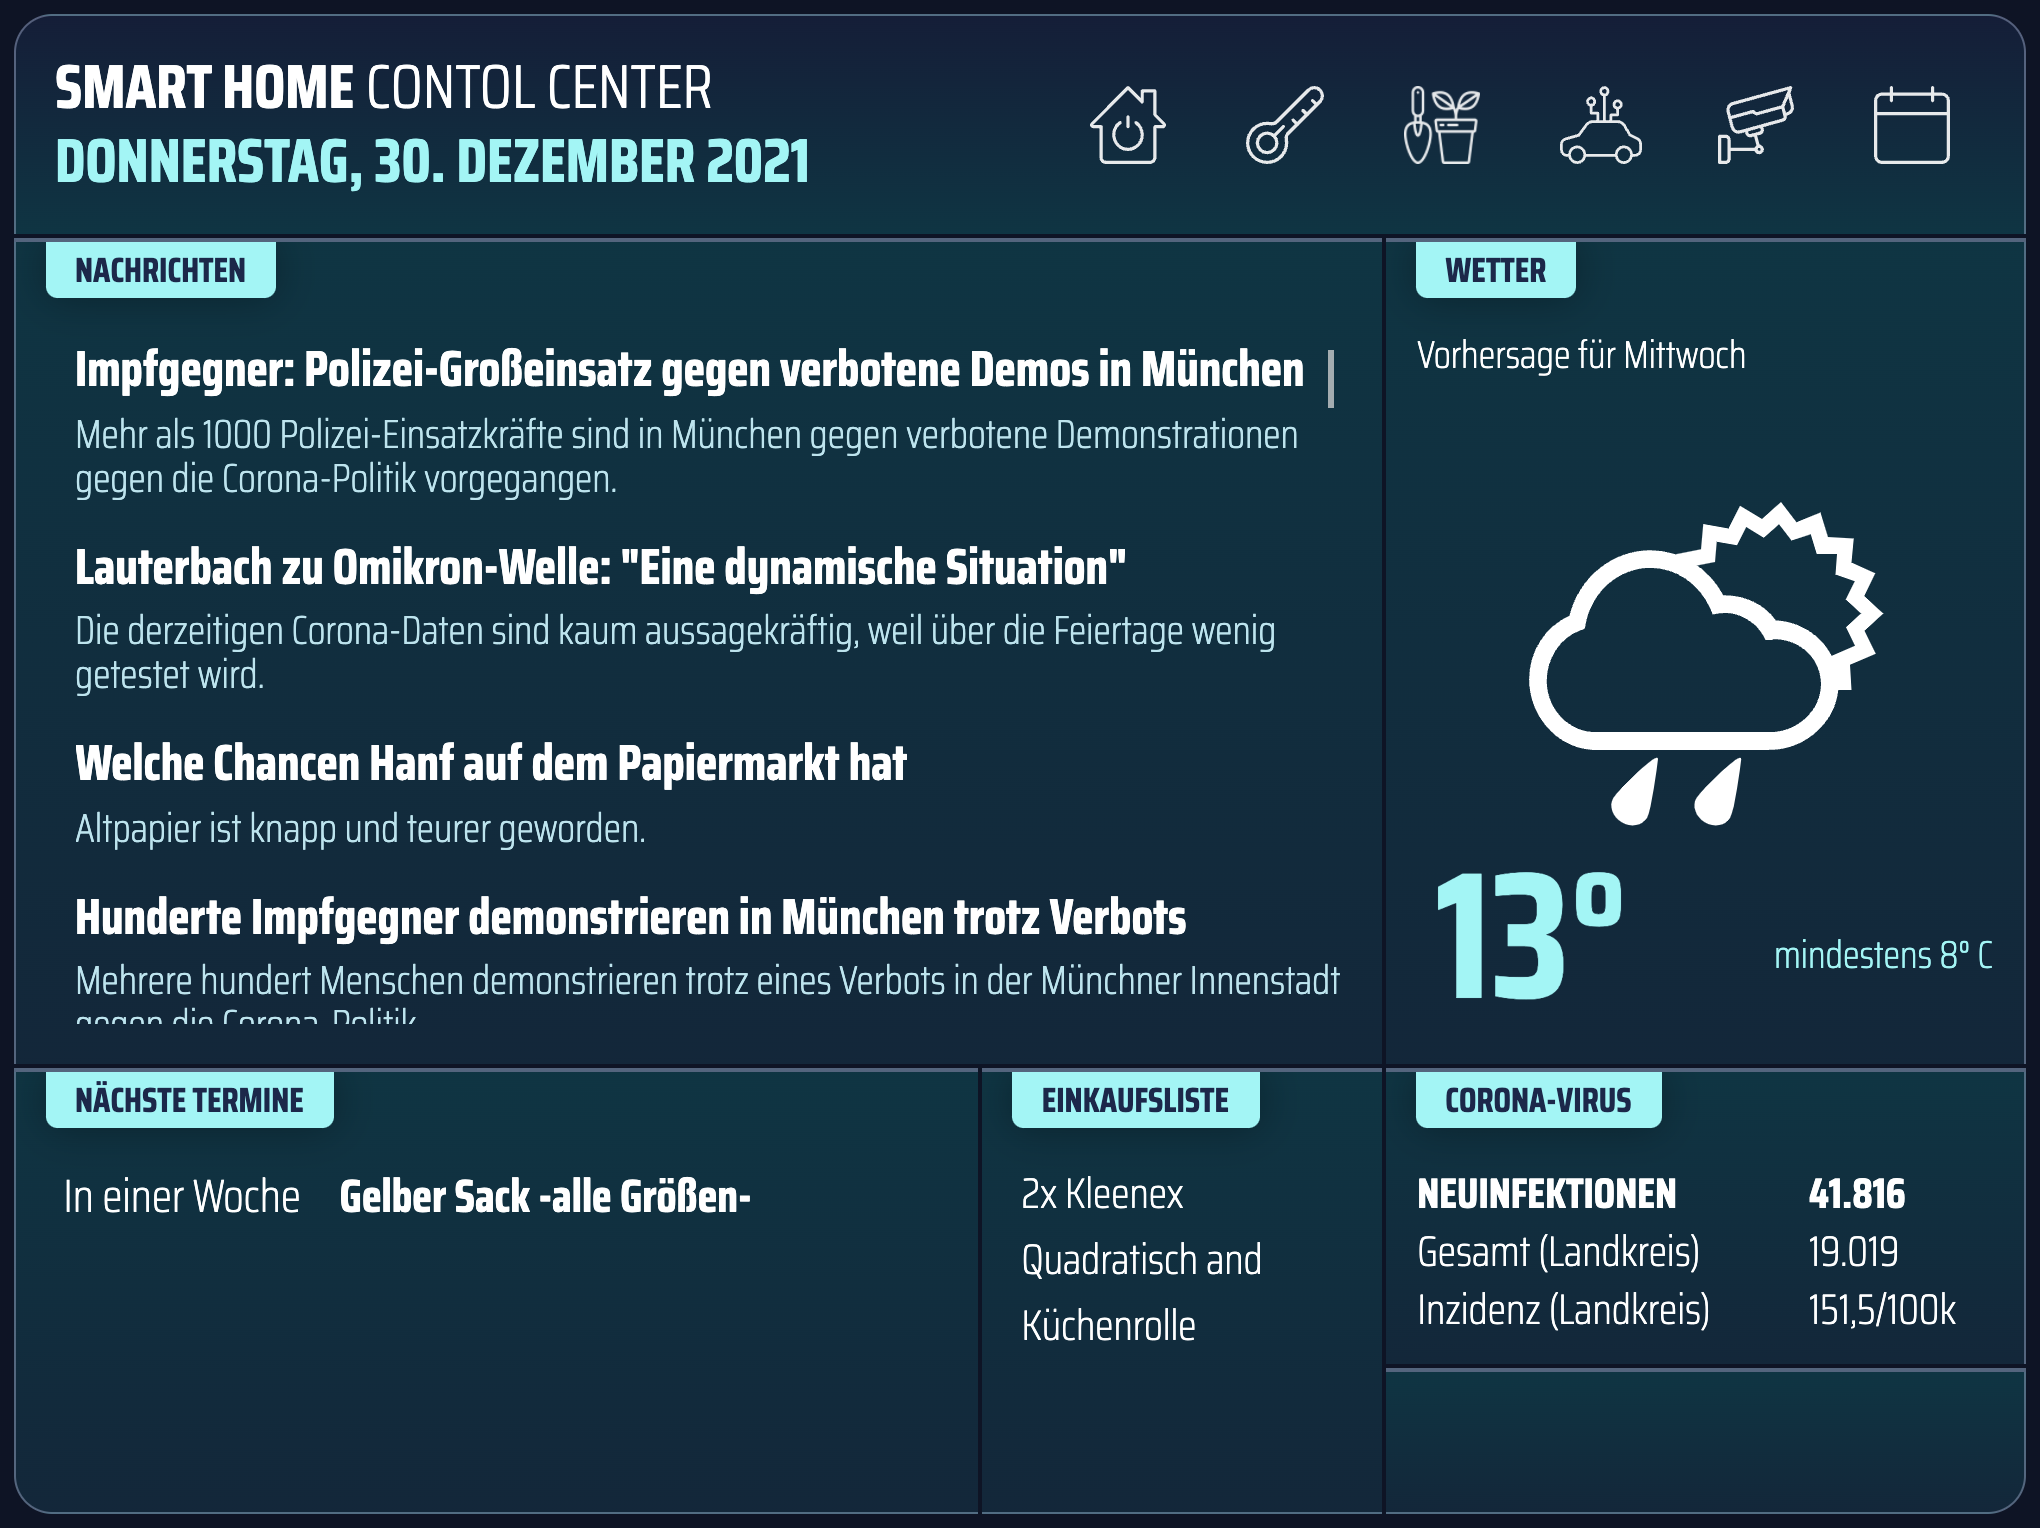 SMART HOME CONTOL CENTER
DONNERSTAG, 30. DEZEMBER 2021
NACHRICHTEN
Impfgegner: Polizei-Großeinsatz gegen verbotene Demos in München
Mehr als 1000 Polizei-Einsatzkräfte sind in München gegen verbotene Demonstrationen
gegen die Corona-Politik vorgegangen.
Lauterbach zu Omikron-Welle: "Eine dynamische Situation"
Die derzeitigen Corona-Daten sind kaum aussagekräftig, weil über die Feiertage wenig
getestet wird.
Welche Chancen Hanf auf dem Papiermarkt hat
Altpapier ist knapp und teurer geworden.
Hunderte Impfgegner demonstrieren in München trotz Verbots
Mehrere hundert Menschen demonstrieren trotz eines Verbots in der Münchner Innenstadt
gegen die Corona-Politik
WETTER
Vorhersage für Mittwoch
13°
mindestens 8° C
NÄCHSTE TERMINE
In einer Woche Gelber Sack -alle Größen-
EINKAUFSLISTE
2x Kleenex
Quadratisch and
Küchenrolle
CORONA-VIRUS
NEUINFEKTIONEN 41.816
Gesamt (Landkreis) 19.019
Inzidenz (Landkreis) 151,5/100k